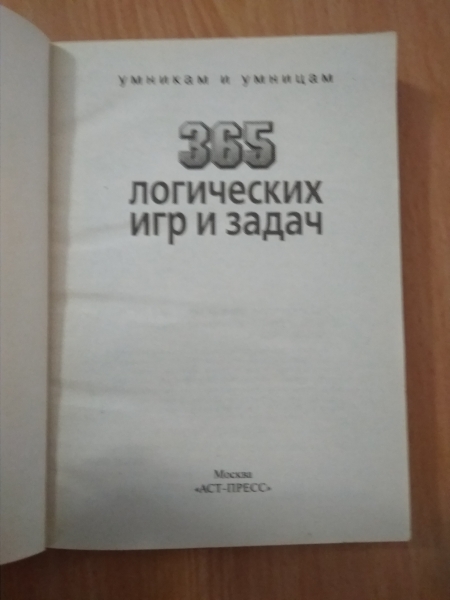 умникам и умницам
365
ЛОГИЧЕСКИХ
ИГР И ЗАДАЧ
Москва
«АСТ-ПРЕСС»